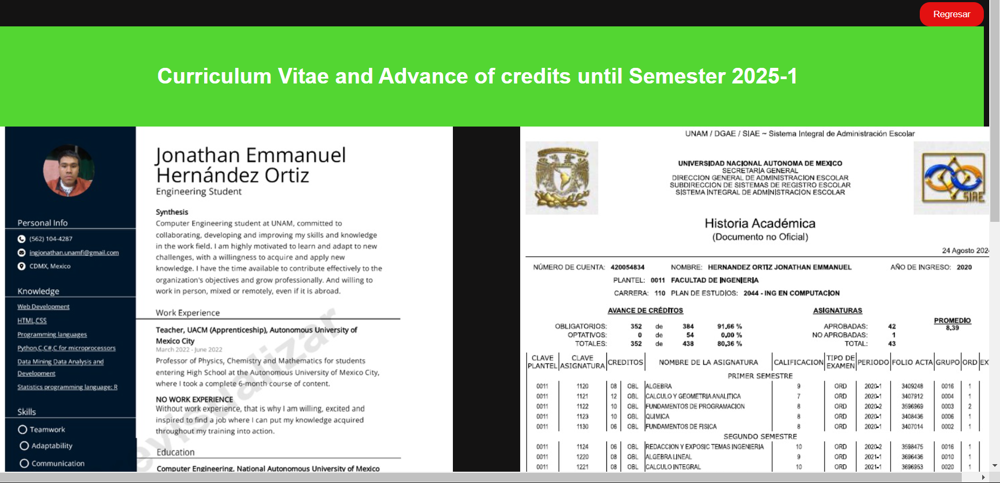 Regresar
Curriculum Vitae and Advance of credits until Semester 2025-1
Jonathan Emmanuel
Hernández Ortiz
Engineering Student
Personal Info
(562) 104-4287
ingjonathan.unamfi@gmail.com
CDMX, Mexico
Knowledge
Web Development
HTML,CSS
Programming languages
Python,C,C#,C for microprocessors
Data Mining Data Analysis and
Development
Statistics programming language: R
Skills
Teamwork
Adaptability
Communication
Synthesis
Computer Engineering student at UNAM, committed to
collaborating, developing and improving my skills and knowledge
in the work field. I am highly motivated to learn and adapt to new
challenges, with a willingness to acquire and apply new
knowledge. I have the time available to contribute effectively to the
organization's objectives and grow professionally. And willing to
work in person, mixed or remotely, even if it is abroad.
Work Experience
Teacher, UACM (Apprenticeship), Autonomous University of
Mexico City
March 2022 - June 2022
Professor of Physics, Chemistry and Mathematics for students
entering High School at the Autonomous University of Mexico City,
where I took a complete 6-month course of content.
NO WORK EXPERIENCE
Without work experience, that is why I am willing, excited and
inspired to find a job where I can put my knowledge acquired
throughout my training into action.
Education
Computer Engineering, National Autonomous University of Mexico
evisualizar
UNAM / DGAE / SIAE ~ Sistema Integral de Administración Escolar
UNIVERSIDAD NACIONAL AUTONOMA DE MEXICO
SECRETARIA GENERAL
DIRECCION GENERAL DE ADMINISTRACION ESCOLAR
SUBDIRECCION DE SISTEMAS DE REGISTRO ESCOLAR
SISTEMA INTEGRAL DE ADMINISTRACION ESCOLAR
SIAE
Historia Académica
(Documento no Oficial)
24 Agosto 2024
NÚMERO DE CUENTA: 420054834 NOMBRE: HERNANDEZ ORTIZ JONATHAN EMMANUEL AÑO DE INGRESO: 2020
PLANTEL: 0011 FACULTAD DE INGENIERIA
CARRERA: 110 PLAN DE ESTUDIOS: 2044 - ING EN COMPUTACION
AVANCE DE CRÉDITOS ASIGNATURAS PROMEDIO
OBLIGATORIOS: 352 de 384 91.66 % APROBADAS: 42 8.39
OPTATIVOS: 0 de 54 0.00 % NO APROBADAS: 1
TOTALES: 352 de 438 80.36 % TOTAL: 43
CLAVE PLANTEL CLAVE ASIGNATURA CREDITOS NOMBRE DE LA ASIGNATURA CALIFICACION TIPO DE EXAMEN PERIODO FOLIO ACTA GRUPO ORD EX
PRIMER SEMESTRE
0011 1120 08 OBL ALGEBRA 9 ORD 2020-1 3409248 0016 1
0011 1121 12 OBL CALCULO Y GEOMETRIA ANALITICA 7 ORD 2020-1 3407912 0004 1
0011 1122 10 OBL FUNDAMENTOS DE PROGRAMACION 8 ORD 2020-2 3596969 0003 2
0011 1123 10 OBL QUIMICA 8 ORD 2020-1 3408436 0006 1
0011 1130 06 OBL FUNDAMENTOS DE FISICA 8 ORD 2020-1 3407014 0002 1
SEGUNDO SEMESTRE
0011 1124 06 OBL REDACCION Y EXPOSIC TEMAS INGENIERIA 10 ORD 2020-2 3598475 0016 1
0011 1220 08 OBL ALGEBRA LINEAL 9 ORD 2021-1 3696436 0010 1
0011 1221 08 OBL CALCULO INTEGRAL 10 ORD 2021-1 3696953 0020 1